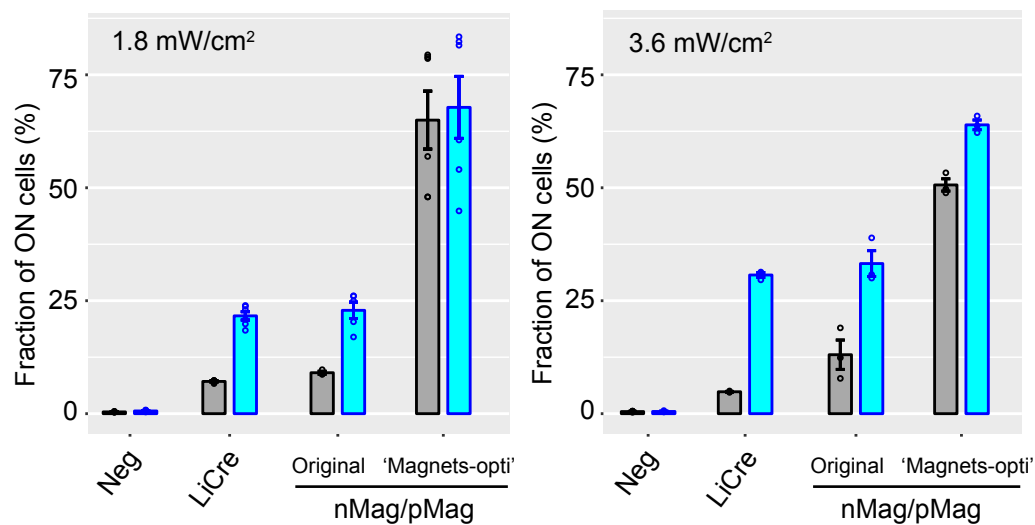 1.8 mW/cm²
Fraction of ON cells (%)
75
50
25
0
Neg
LiCre
Original
'Magnets-opti'
nMag/pMag
3.6 mW/cm²
Fraction of ON cells (%)
75
50
25
0
Neg
LiCre
Original
'Magnets-opti'
nMag/pMag